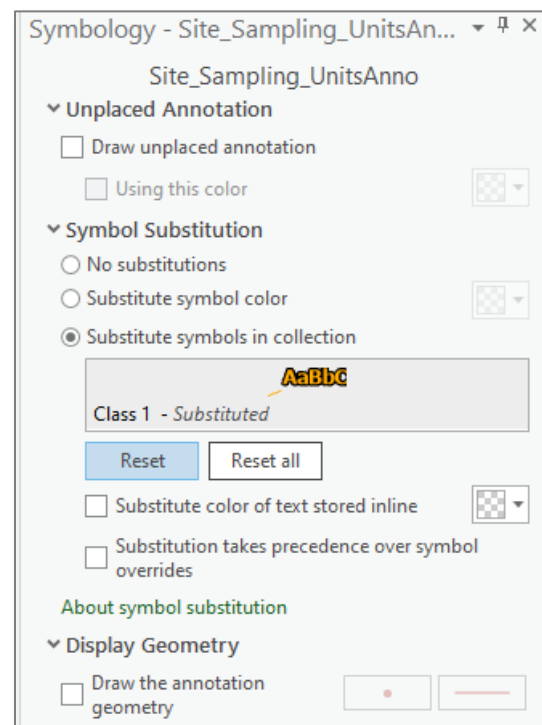 Symbology - Site_Sampling_UnitsAn...
Site_Sampling_UnitsAnno
Unplaced Annotation
Draw unplaced annotation
Using this color
Symbol Substitution
No substitutions
Substitute symbol color
Substitute symbols in collection
AaBbC
Class 1 - Substituted
Reset Reset all
Substitute color of text stored inline
Substitution takes precedence over symbol
overrides
About symbol substitution
Display Geometry
Draw the annotation
geometry